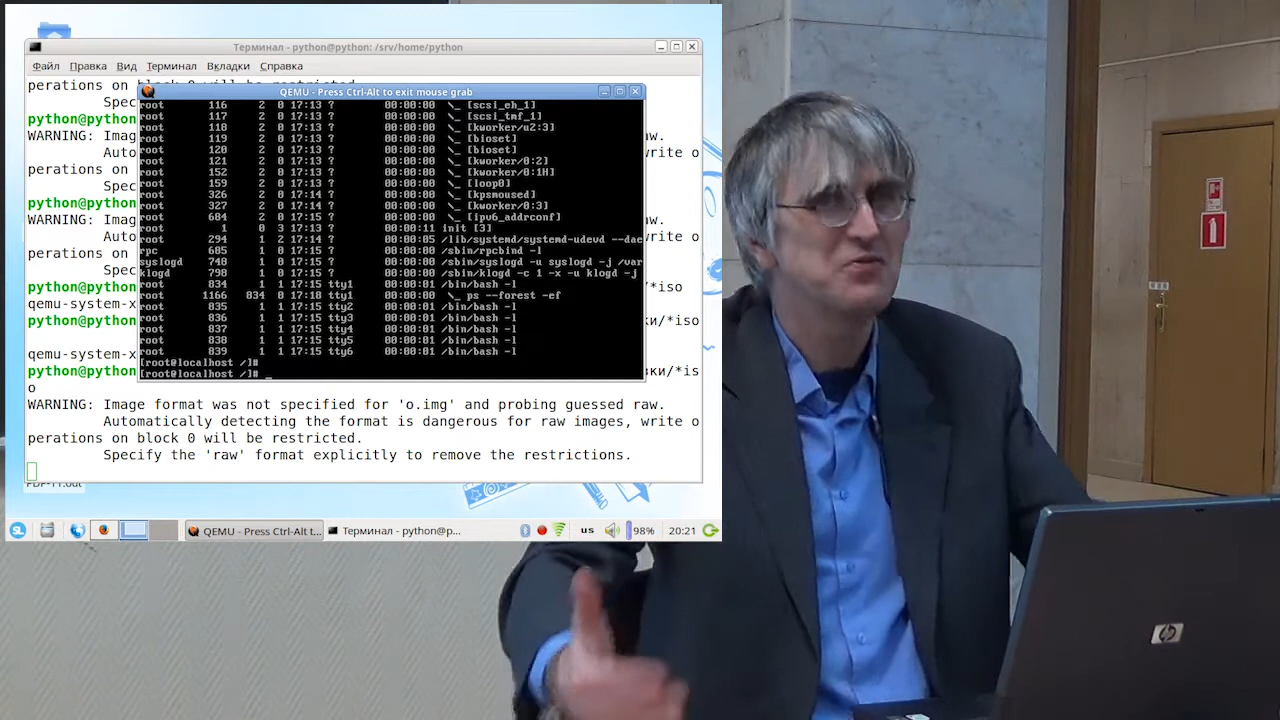 Терминал - python@python: /srv/home/python
Файл Правка Вид Терминал Вкладки Справка
perations on block 0 will be restricted.
Spec
python@python
WARNING: Imag
Auto
perations on
Spec
python@python
WARNING: Imag
Auto
perations on
Spec
python@python
qemu-system-x
python@python
qemu-system-x
python@python
aw.
write o
aw.
write o
*iso
ки/*iso
ки/*is
o
WARNING: Image format was not specified for 'o.img' and probing guessed raw.
Automatically detecting the format is dangerous for raw images, write o
perations on block 0 will be restricted.
Specify the 'raw' format explicitly to remove the restrictions.
QEMU - Press Ctrl-Alt to exit mouse grab
root 116 2 0 17:13 ? 00:00:00 \_ [scsi_eh_1]
root 117 2 0 17:13 ? 00:00:00 \_ [scsi_tmf_1]
root 118 2 0 17:13 ? 00:00:00 \_ [kworker/u2:3]
root 119 2 0 17:13 ? 00:00:00 \_ [bioset]
root 120 2 0 17:13 ? 00:00:00 \_ [bioset]
root 121 2 0 17:13 ? 00:00:00 \_ [kworker/0:2]
root 152 2 0 17:13 ? 00:00:00 \_ [kworker/0:1H]
root 159 2 0 17:13 ? 00:00:00 \_ [loop0]
root 326 2 0 17:14 ? 00:00:00 \_ [kpsmoused]
root 327 2 0 17:14 ? 00:00:00 \_ [kworker/0:3]
root 684 2 0 17:15 ? 00:00:00 \_ [ipv6_addrconf]
root 1 0 3 17:13 ? 00:00:11 init [3]
root 294 1 2 17:14 ? 00:00:05 /lib/systemd/systemd-udevd --dae
rpc 685 1 0 17:15 ? 00:00:00 /sbin/rpcbind -l
syslogd 748 1 0 17:15 ? 00:00:00 /sbin/syslogd -u syslogd -j /var
klogd 798 1 0 17:15 ? 00:00:00 /sbin/klogd -c 1 -x -u klogd -j
root 834 1 1 17:15 tty1 00:00:01 /bin/bash -l
root 1166 834 0 17:18 tty1 00:00:00 \_ ps --forest -ef
root 835 1 1 17:15 tty2 00:00:01 /bin/bash -l
root 836 1 1 17:15 tty3 00:00:01 /bin/bash -l
root 837 1 1 17:15 tty4 00:00:01 /bin/bash -l
root 838 1 1 17:15 tty5 00:00:01 /bin/bash -l
root 839 1 1 17:15 tty6 00:00:01 /bin/bash -l
[root@localhost /]#
[root@localhost /]# _
QEMU - Press Ctrl-Alt t...
Терминал - python@p...
us
98%
20:21
hp